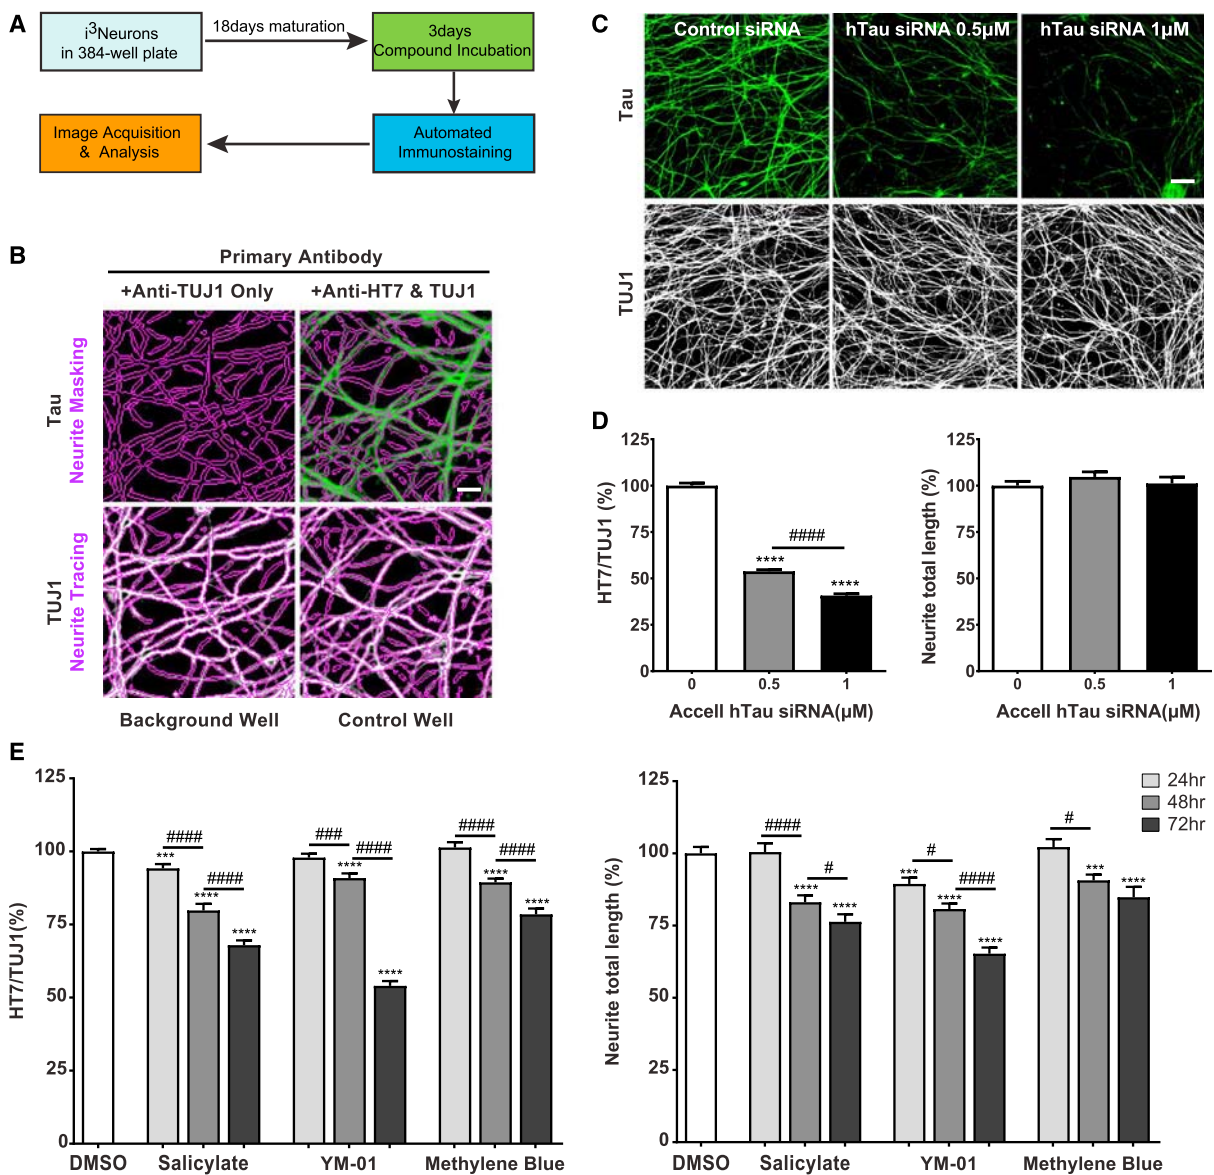 A
i³Neurons
in 384-well plate
18days maturation
3days
Compound Incubation
Automated
Immunostaining
Image Acquisition
& Analysis
B
Primary Antibody
+Anti-TUJ1 Only
+Anti-HT7 & TUJ1
Tau
Neurite Masking
TUJ1
Neurite Tracing
Background Well
Control Well
C
Control siRNA
hTau siRNA 0.5μM
hTau siRNA 1μM
Tau
TUJ1
D
HT7/TUJ1 (%)
125
100
75
50
25
0
####
****
****
0
0.5
1
Accell hTau siRNA(μM)
Neurite total length (%)
125
100
75
50
25
0
0
0.5
1
Accell hTau siRNA(μM)
E
HT7/TUJ1(%)
125
100
75
50
25
0
####
***
####
****
****
###
####
****
****
####
####
****
****
DMSO
Salicylate
YM-01
Methylene Blue
Neurite total length (%)
125
100
75
50
25
0
####
#
****
****
#
***
####
****
****
#
***
****
24hr
48hr
72hr
DMSO
Salicylate
YM-01
Methylene Blue